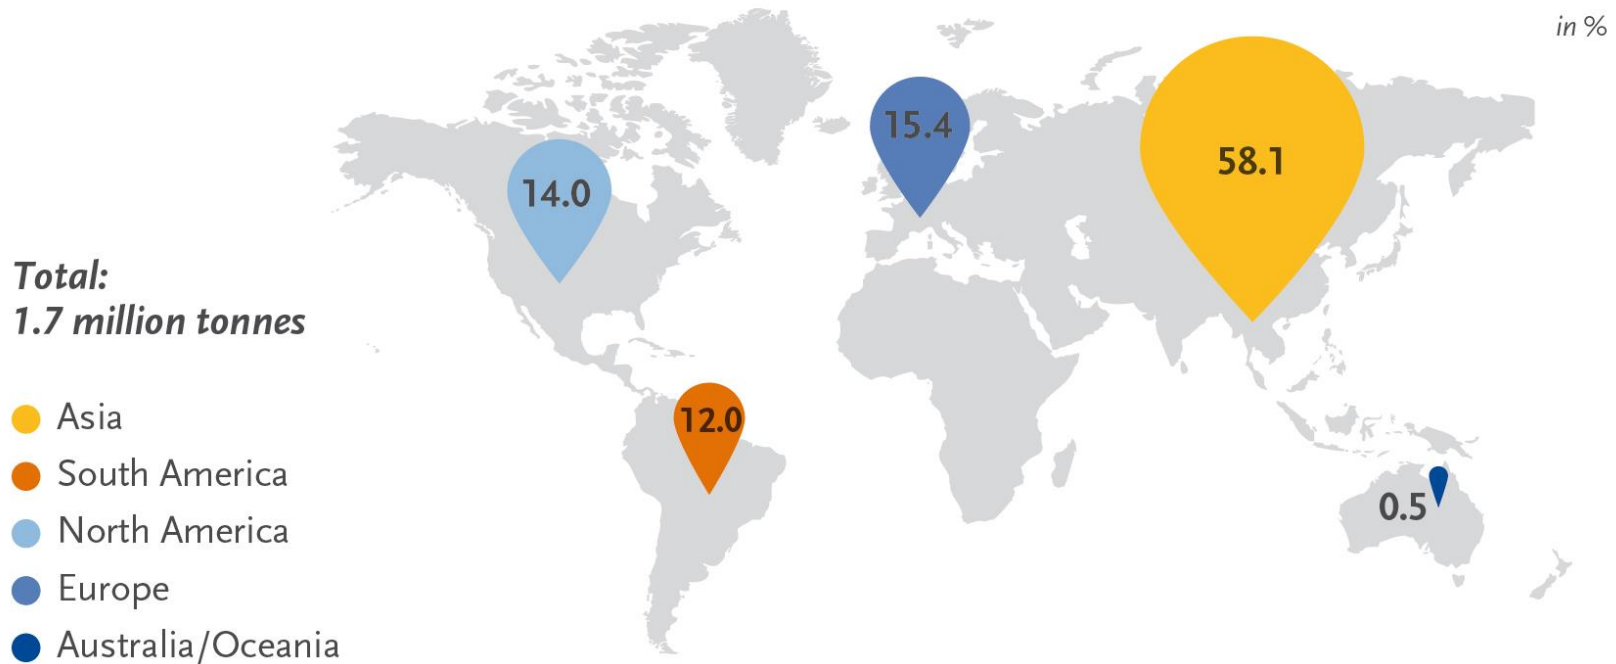 in %
15.4
58.1
14.0
Total:
1.7 million tonnes
12.0
Asia
South America
0.5
North America
Europe
Australia/Oceania